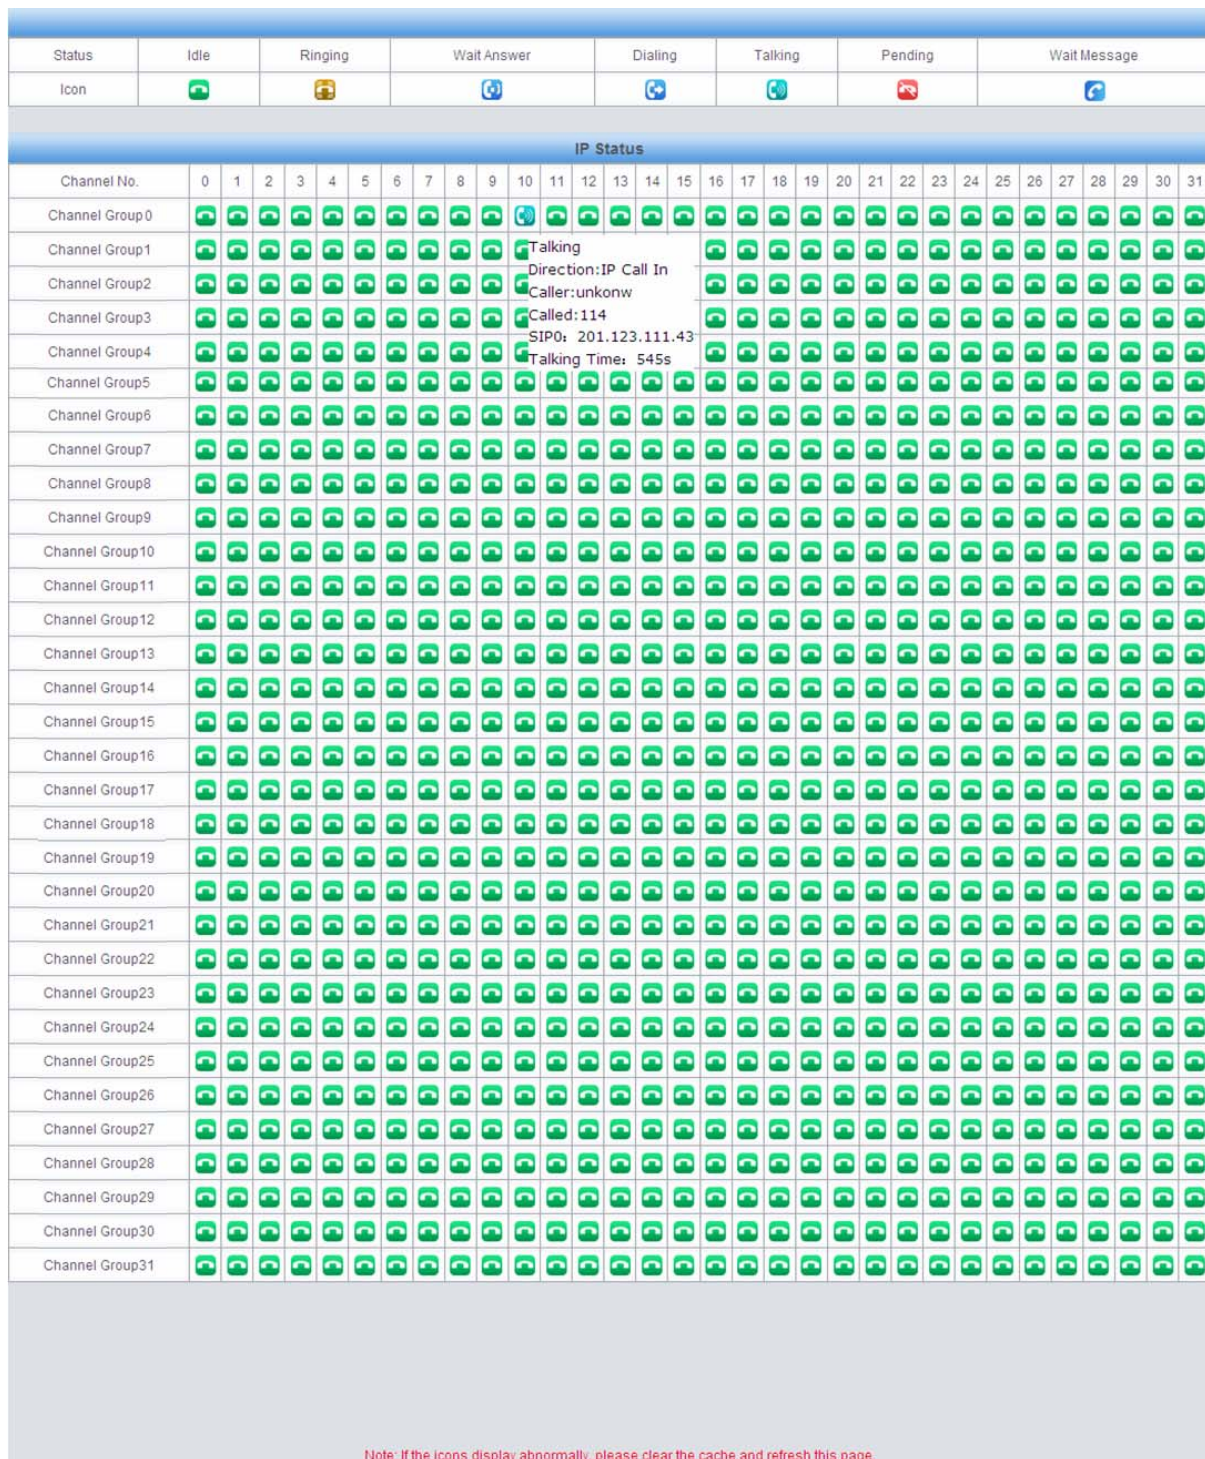 Status Idle Ringing Wait Answer Dialing Talking Pending Wait Message
Icon
IP Status
Channel No. 0 1 2 3 4 5 6 7 8 9 10 11 12 13 14 15 16 17 18 19 20 21 22 23 24 25 26 27 28 29 30 31
Channel Group0
Channel Group1
Talking
Direction:IP Call In
Channel Group2
Caller:unkonw
Channel Group3
Called:114
SIP0: 201.123.111.43
Channel Group4
Talking Time: 545s
Channel Group5
Channel Group6
Channel Group7
Channel Group8
Channel Group9
Channel Group10
Channel Group11
Channel Group12
Channel Group13
Channel Group14
Channel Group15
Channel Group16
Channel Group17
Channel Group18
Channel Group19
Channel Group20
Channel Group21
Channel Group22
Channel Group23
Channel Group24
Channel Group25
Channel Group26
Channel Group27
Channel Group28
Channel Group29
Channel Group30
Channel Group31
Note: If the icons display abnormally, please clear the cache and refresh this page.